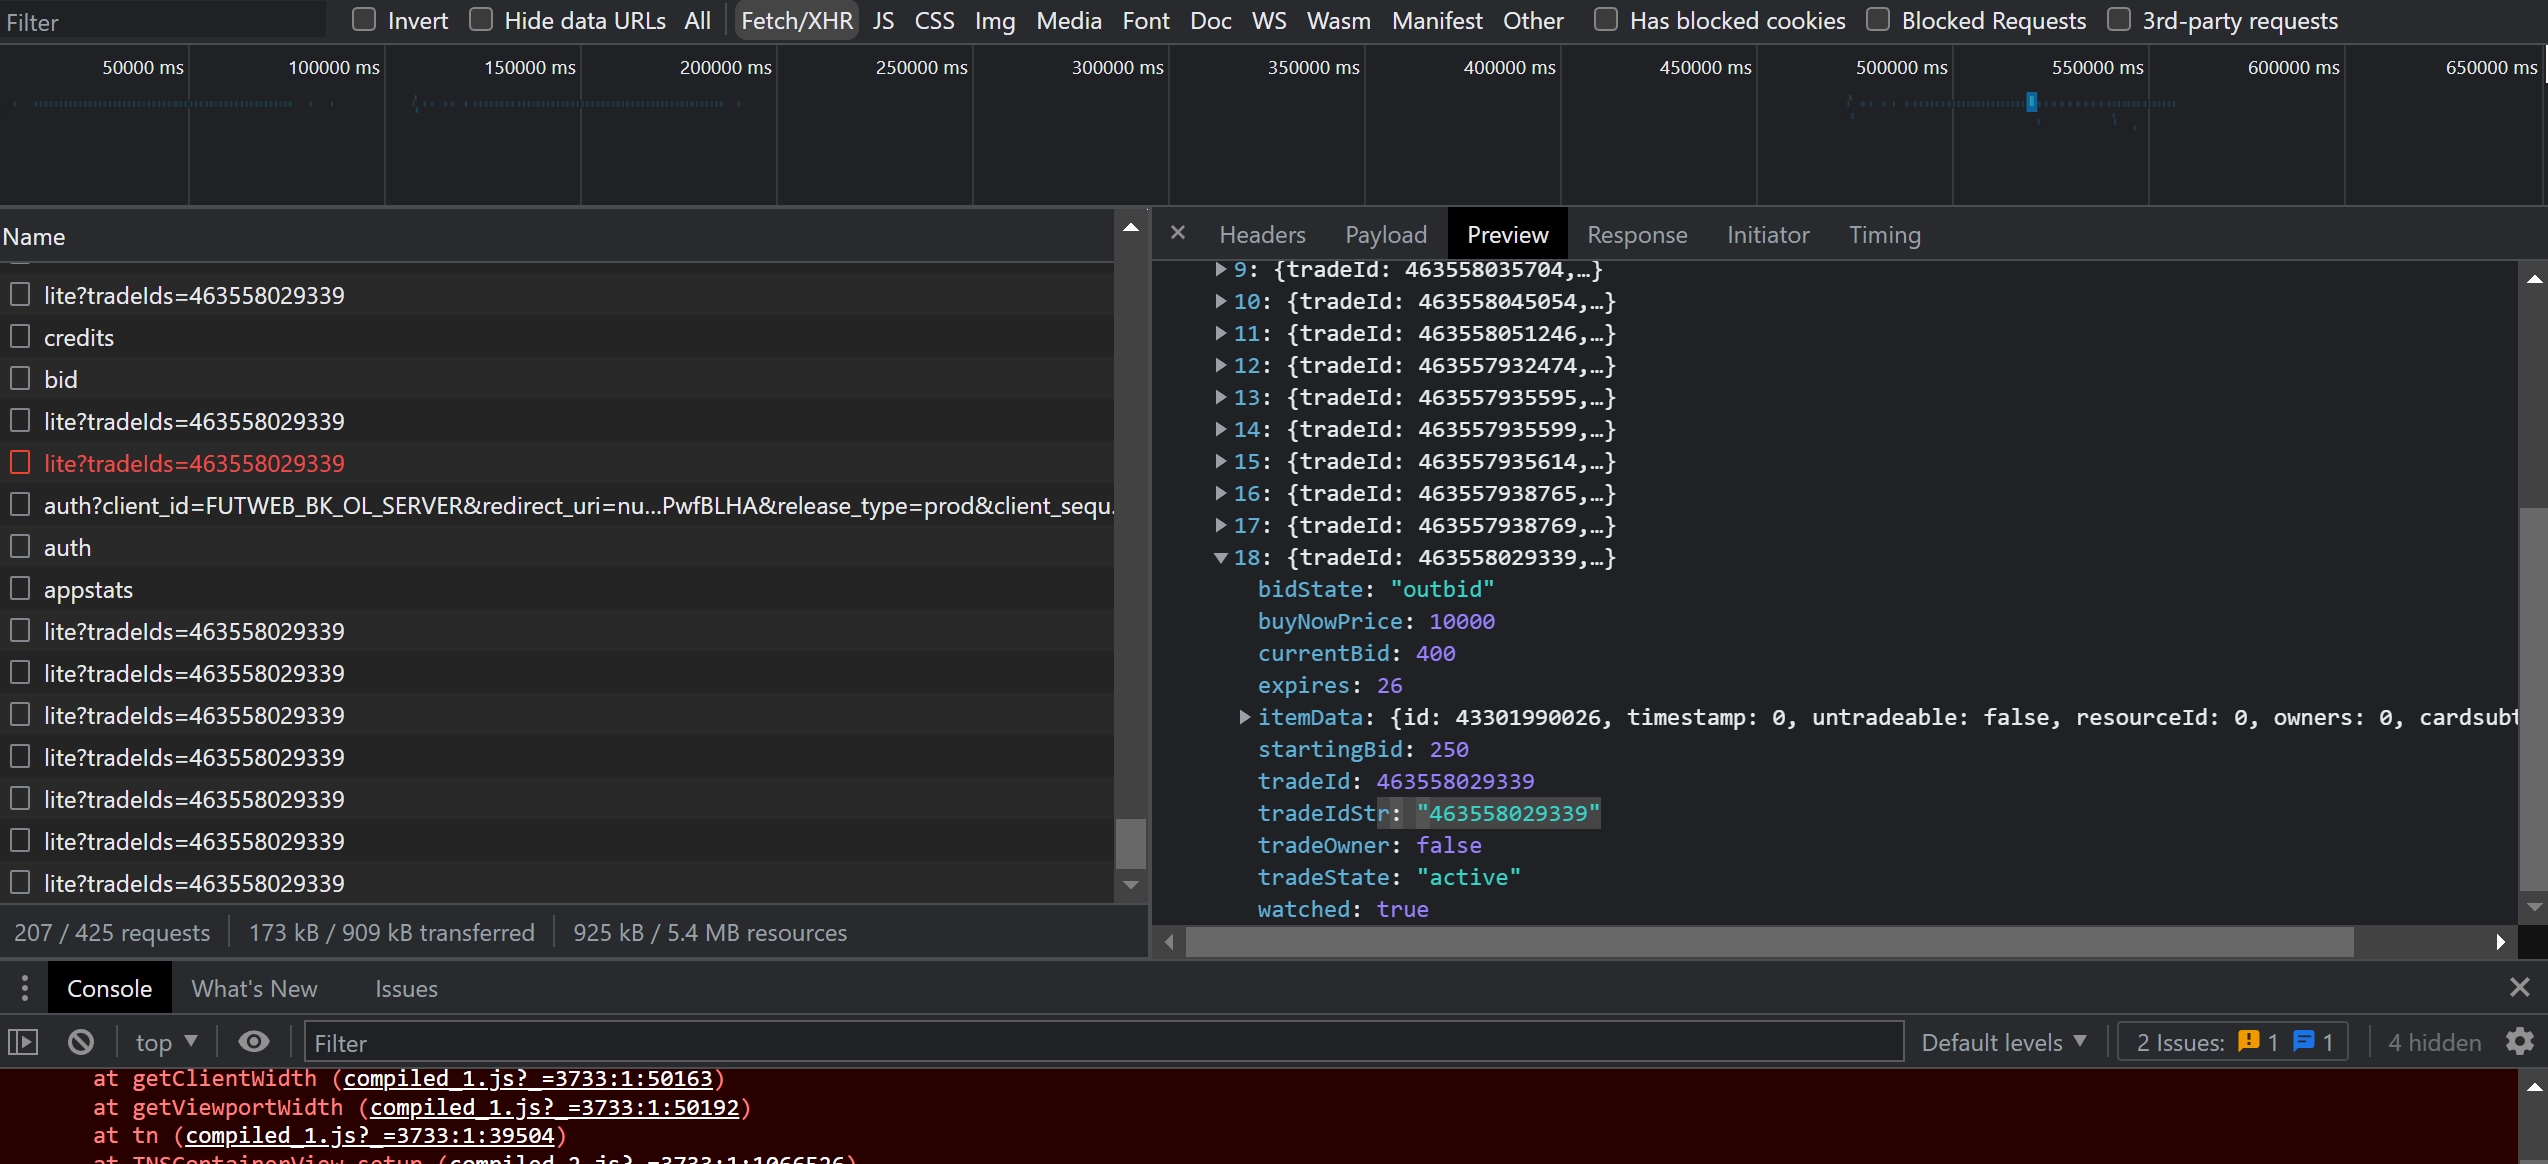 Filter Invert Hide data URLs All Fetch/XHR JS CSS Img Media Font Doc WS Wasm Manifest Other Has blocked cookies Blocked Requests 3rd-party requests
50000 ms 100000 ms 150000 ms 200000 ms 250000 ms 300000 ms 350000 ms 400000 ms 450000 ms 500000 ms 550000 ms 600000 ms 650000 ms
Name
lite?tradeIds=463558029339
credits
bid
lite?tradeIds=463558029339
lite?tradeIds=463558029339
auth?client_id=FUTWEB_BK_OL_SERVER&redirect_uri=nu...PwfBLHA&release_type=prod&client_sequ.
auth
appstats
lite?tradeIds=463558029339
lite?tradeIds=463558029339
lite?tradeIds=463558029339
lite?tradeIds=463558029339
lite?tradeIds=463558029339
lite?tradeIds=463558029339
lite?tradeIds=463558029339
207 / 425 requests 173 kB / 909 kB transferred 925 kB / 5.4 MB resources
Headers Payload Preview Response Initiator Timing
9: {tradeId: 463558035704,…}
10: {tradeId: 463558045054,…}
11: {tradeId: 463558051246,…}
12: {tradeId: 463557932474,…}
13: {tradeId: 463557935595,…}
14: {tradeId: 463557935599,…}
15: {tradeId: 463557935614,…}
16: {tradeId: 463557938765,…}
17: {tradeId: 463557938769,…}
18: {tradeId: 463558029339,…}
bidState: "outbid"
buyNowPrice: 10000
currentBid: 400
expires: 26
itemData: {id: 43301990026, timestamp: 0, untradeable: false, resourceId: 0, owners: 0, cardsubt
startingBid: 250
tradeId: 463558029339
tradeIdStr: "463558029339"
tradeOwner: false
tradeState: "active"
watched: true
Console What's New Issues
top Filter Default levels 2 Issues: 1 1 4 hidden
at getClientWidth (compiled_1.js?_=3733:1:50163)
at getViewportWidth (compiled_1.js?_=3733:1:50192)
at tn (compiled_1.js?_=3733:1:39504)
at TNSContainerView.setup (compiled_2.js?_=3733:1:1066526)